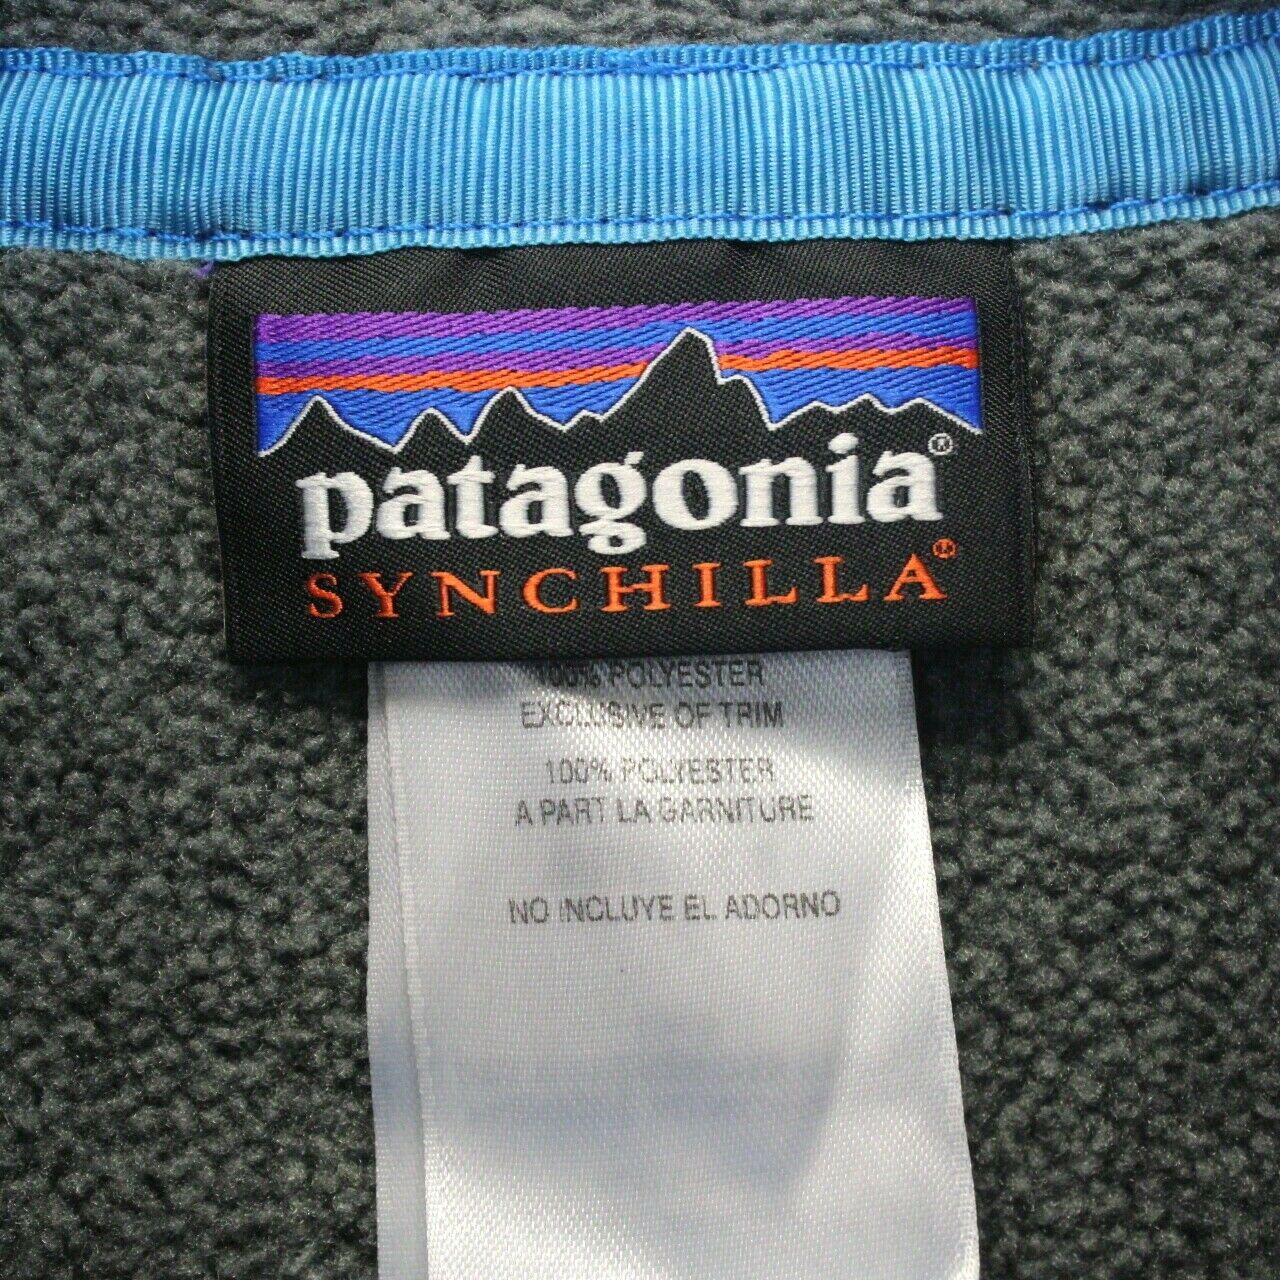 patagonia®
SYNCHILLA®
100% POLYESTER
EXCLUSIVE OF TRIM
100% POLYESTER
A PART LA GARNITURE
NO INCLUYE EL ADORNO